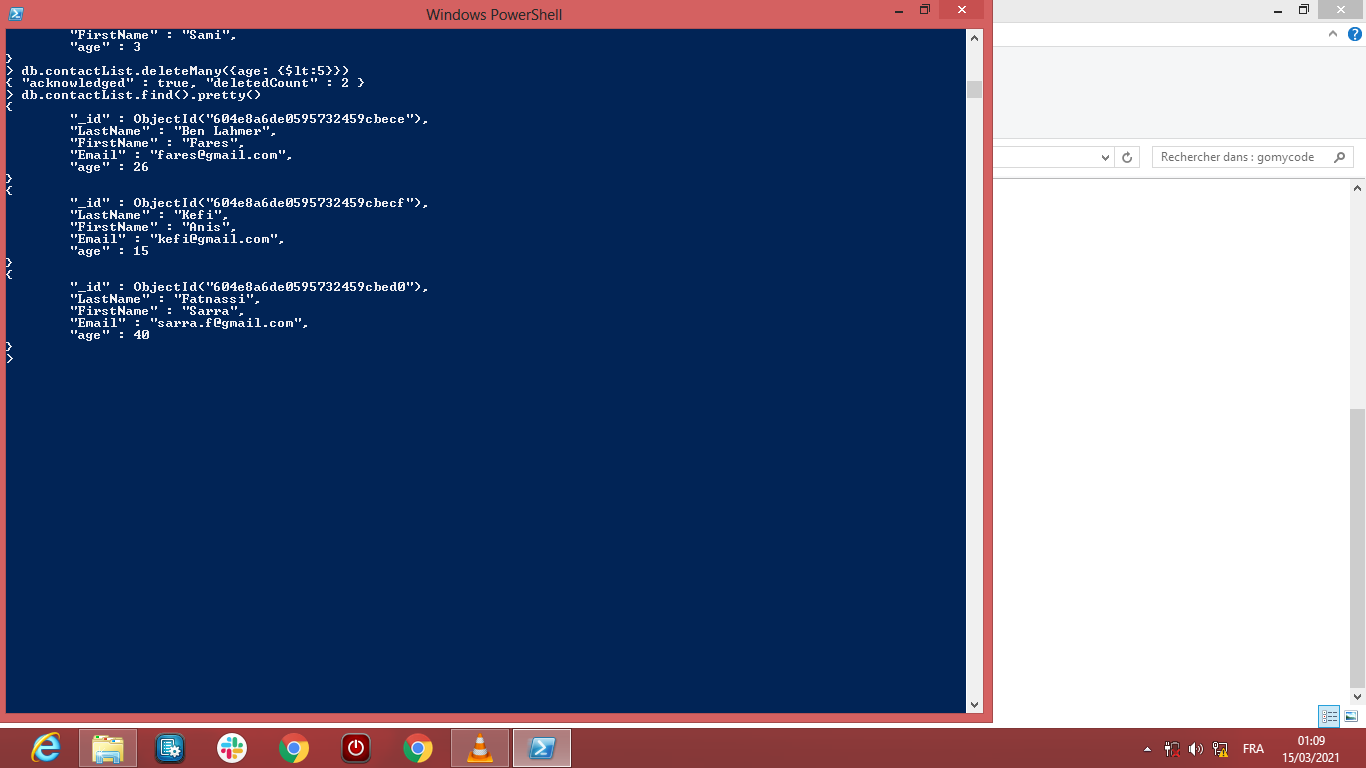 Windows PowerShell
"FirstName" : "Sami",
"age" : 3
}
> db.contactList.deleteMany({age: {$lt:5}})
{ "acknowledged" : true, "deletedCount" : 2 }
> db.contactList.find().pretty()
{
"_id" : ObjectId("604e8a6de0595732459cbece"),
"LastName" : "Ben Lahmer",
"FirstName" : "Fares",
"Email" : "fares@gmail.com",
"age" : 26
}
{
"_id" : ObjectId("604e8a6de0595732459cbecf"),
"LastName" : "Kefi",
"FirstName" : "Anis",
"Email" : "kefi@gmail.com",
"age" : 15
}
{
"_id" : ObjectId("604e8a6de0595732459cbed0"),
"LastName" : "Fatnassi",
"FirstName" : "Sarra",
"Email" : "sarra.f@gmail.com",
"age" : 40
}
>
Rechercher dans : gomycode
FRA
01:09
15/03/2021